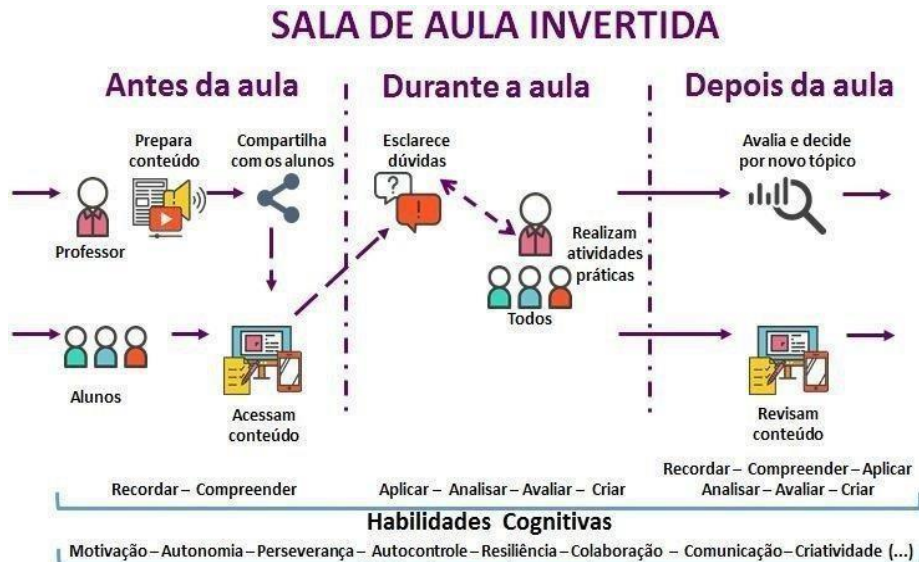 SALA DE AULA INVERTIDA
Antes da aula
Durante a aula
Depois da aula
Prepara
conteúdo
Compartilha
com os alunos
Esclarece
dúvidas
Avalia e decide
por novo tópico
?
!
Professor
Realizam
atividades
práticas
Todos
Alunos
Acessam
conteúdo
Revisam
conteúdo
Recordar – Compreender
Aplicar – Analisar – Avaliar – Criar
Recordar – Compreender – Aplicar
Analisar – Avaliar – Criar
Habilidades Cognitivas
Motivação – Autonomia – Perseverança – Autocontrole – Resiliência – Colaboração – Comunicação – Criatividade (...)